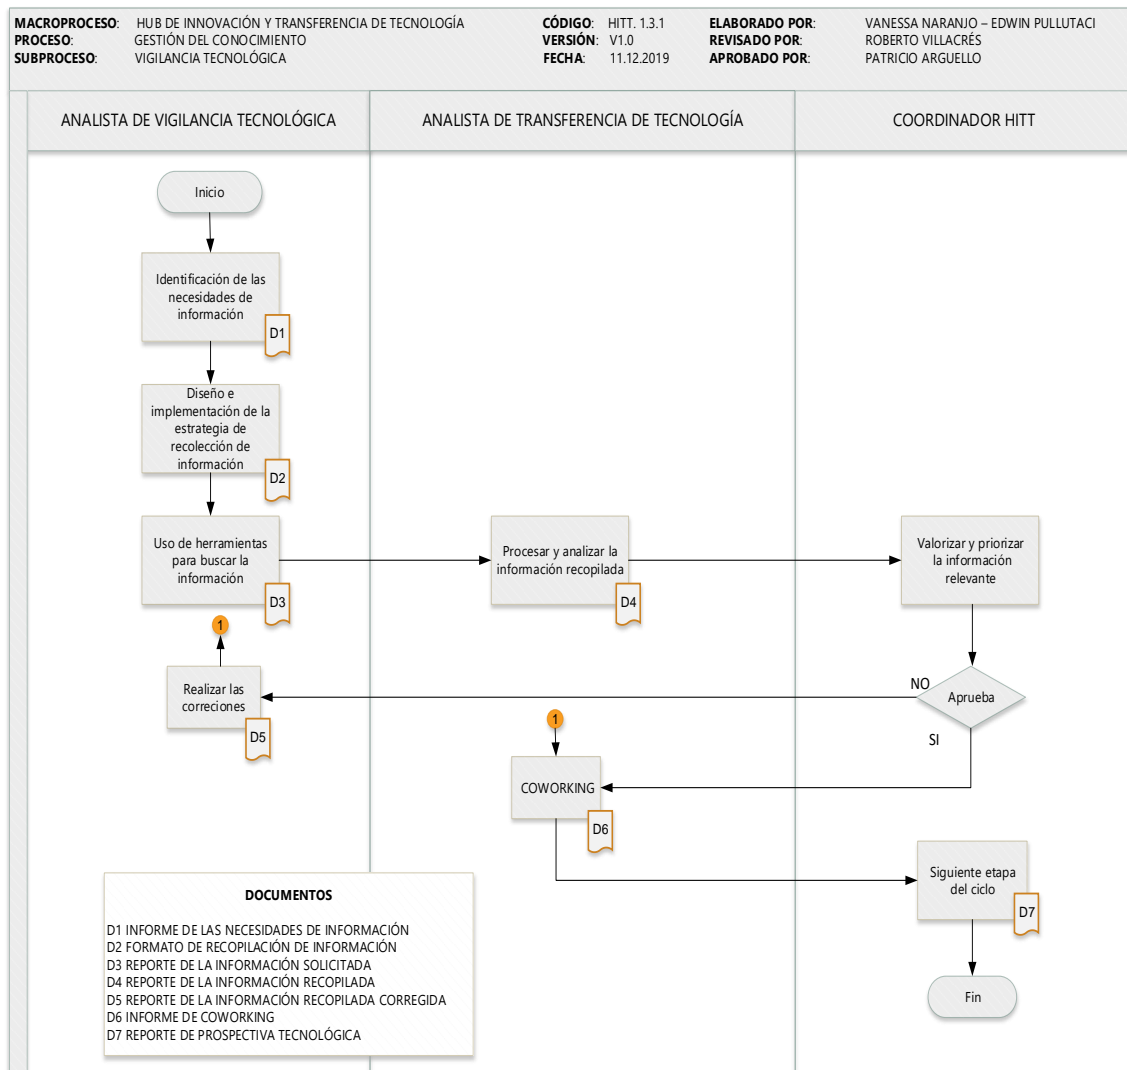 MACROPROCESO: HUB DE INNOVACIÓN Y TRANSFERENCIA DE TECNOLOGÍA CÓDIGO: HITT. 1.3.1 ELABORADO POR: VANESSA NARANJO – EDWIN PULLUTACI
PROCESO: GESTIÓN DEL CONOCIMIENTO VERSIÓN: V1.0 REVISADO POR: ROBERTO VILLACRÉS
SUBPROCESO: VIGILANCIA TECNOLÓGICA FECHA: 11.12.2019 APROBADO POR: PATRICIO ARGUELLO
ANALISTA DE VIGILANCIA TECNOLÓGICA
ANALISTA DE TRANSFERENCIA DE TECNOLOGÍA
COORDINADOR HITT
Inicio
Identificación de las
necesidades de
información
D1
Diseño e
implementación de la
estrategia de
recolección de
información
D2
Uso de herramientas
para buscar la
información
D3
Procesar y analizar la
información recopilada
D4
Valorizar y priorizar
la información
relevante
1
Realizar las
correciones
D5
NO
Aprueba
SI
1
COWORKING
D6
Siguiente etapa
del ciclo
D7
Fin
DOCUMENTOS
D1 INFORME DE LAS NECESIDADES DE INFORMACIÓN
D2 FORMATO DE RECOPILACIÓN DE INFORMACIÓN
D3 REPORTE DE LA INFORMACIÓN SOLICITADA
D4 REPORTE DE LA INFORMACIÓN RECOPILADA
D5 REPORTE DE LA INFORMACIÓN RECOPILADA CORREGIDA
D6 INFORME DE COWORKING
D7 REPORTE DE PROSPECTIVA TECNOLÓGICA